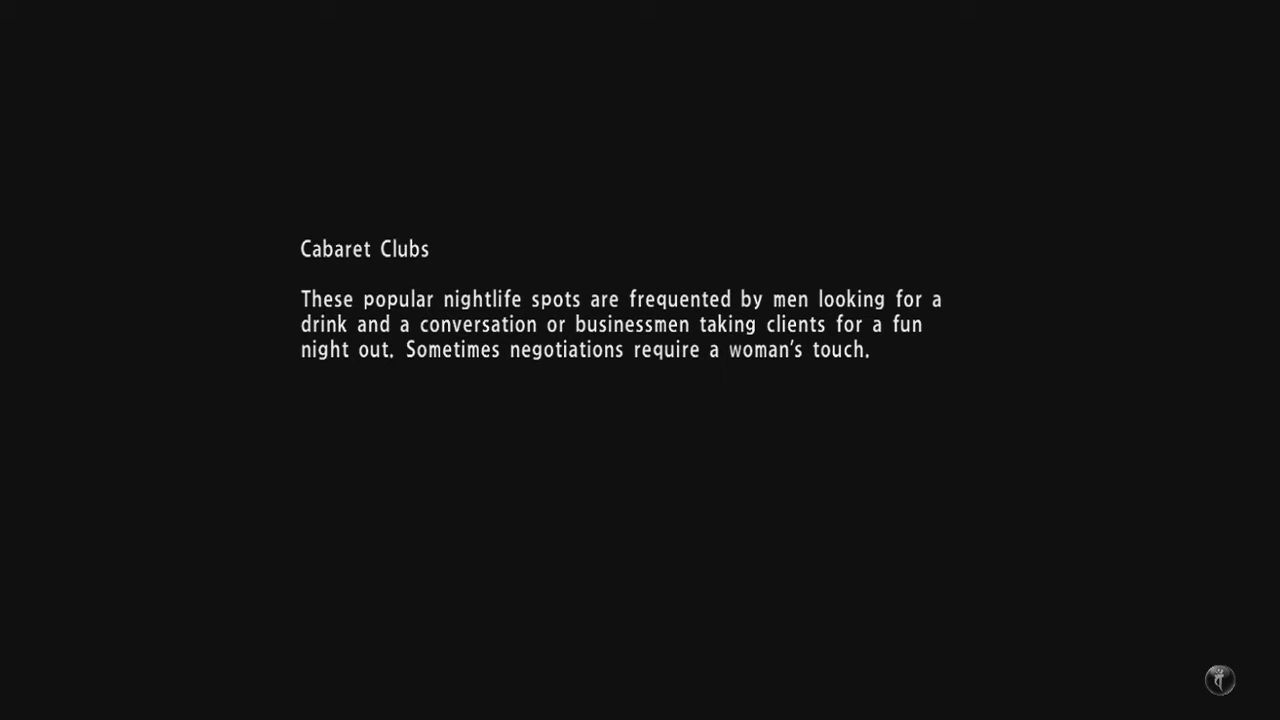 Cabaret Clubs
These popular nightlife spots are frequented by men looking for a
drink and a conversation or businessmen taking clients for a fun
night out. Sometimes negotiations require a woman's touch.